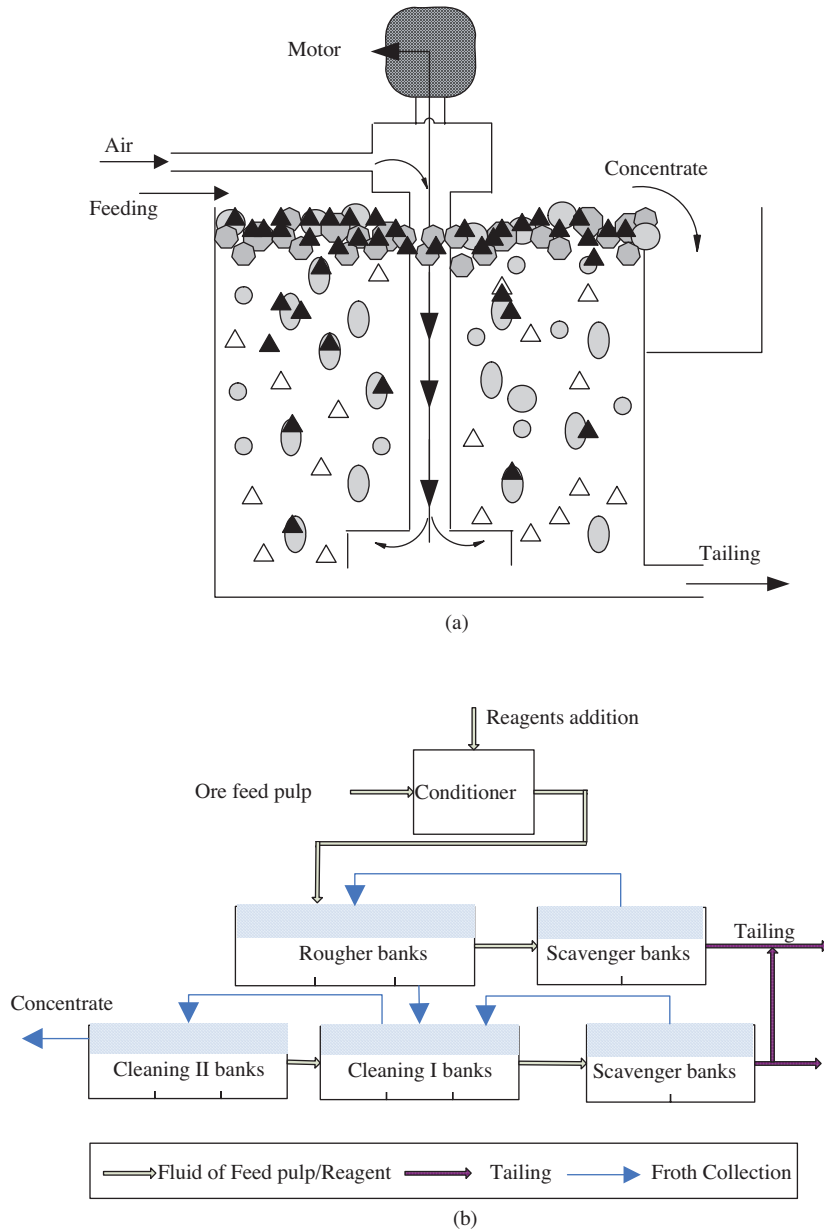 Motor
Air
Concentrate
Feeding
Tailing
(a)
Reagents addition
Ore feed pulp
Conditioner
Tailing
Rougher banks
Scavenger banks
Concentrate
Cleaning II banks
Cleaning I banks
Scavenger banks
Fluid of Feed pulp/Reagent
Tailing
Froth Collection
(b)